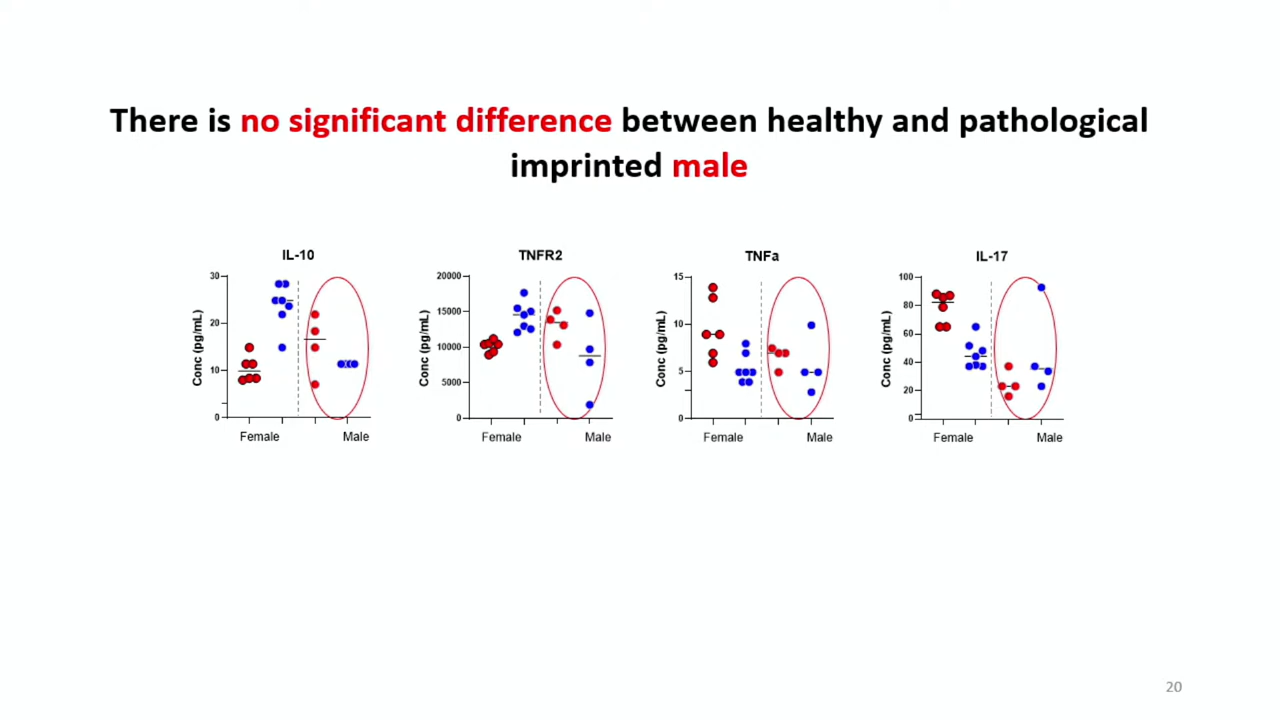 There is no significant difference between healthy and pathological
imprinted male
IL-10
Conc (pg/mL)
30
20
10
0
Female
Male
TNFR2
Conc (pg/mL)
20000
15000
10000
5000
0
Female
Male
TNFa
Conc (pg/mL)
15
10
5
0
Female
Male
IL-17
Conc (pg/mL)
100
80
60
40
20
0
Female
Male
20